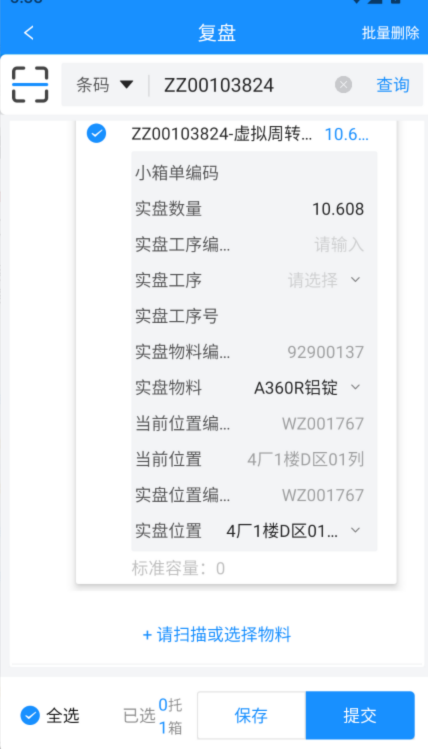 复盘 批量删除
条码 ZZ00103824 查询
ZZ00103824-虚拟周转... 10.6...
小箱单编码
实盘数量 10.608
实盘工序编... 请输入
实盘工序 请选择
实盘工序号
实盘物料编... 92900137
实盘物料 A360R铝锭
当前位置编... WZ001767
当前位置 4厂1楼D区01列
实盘位置编... WZ001767
实盘位置 4厂1楼D区01...
标准容量：0
+ 请扫描或选择物料
全选 已选 0托 1箱 保存 提交